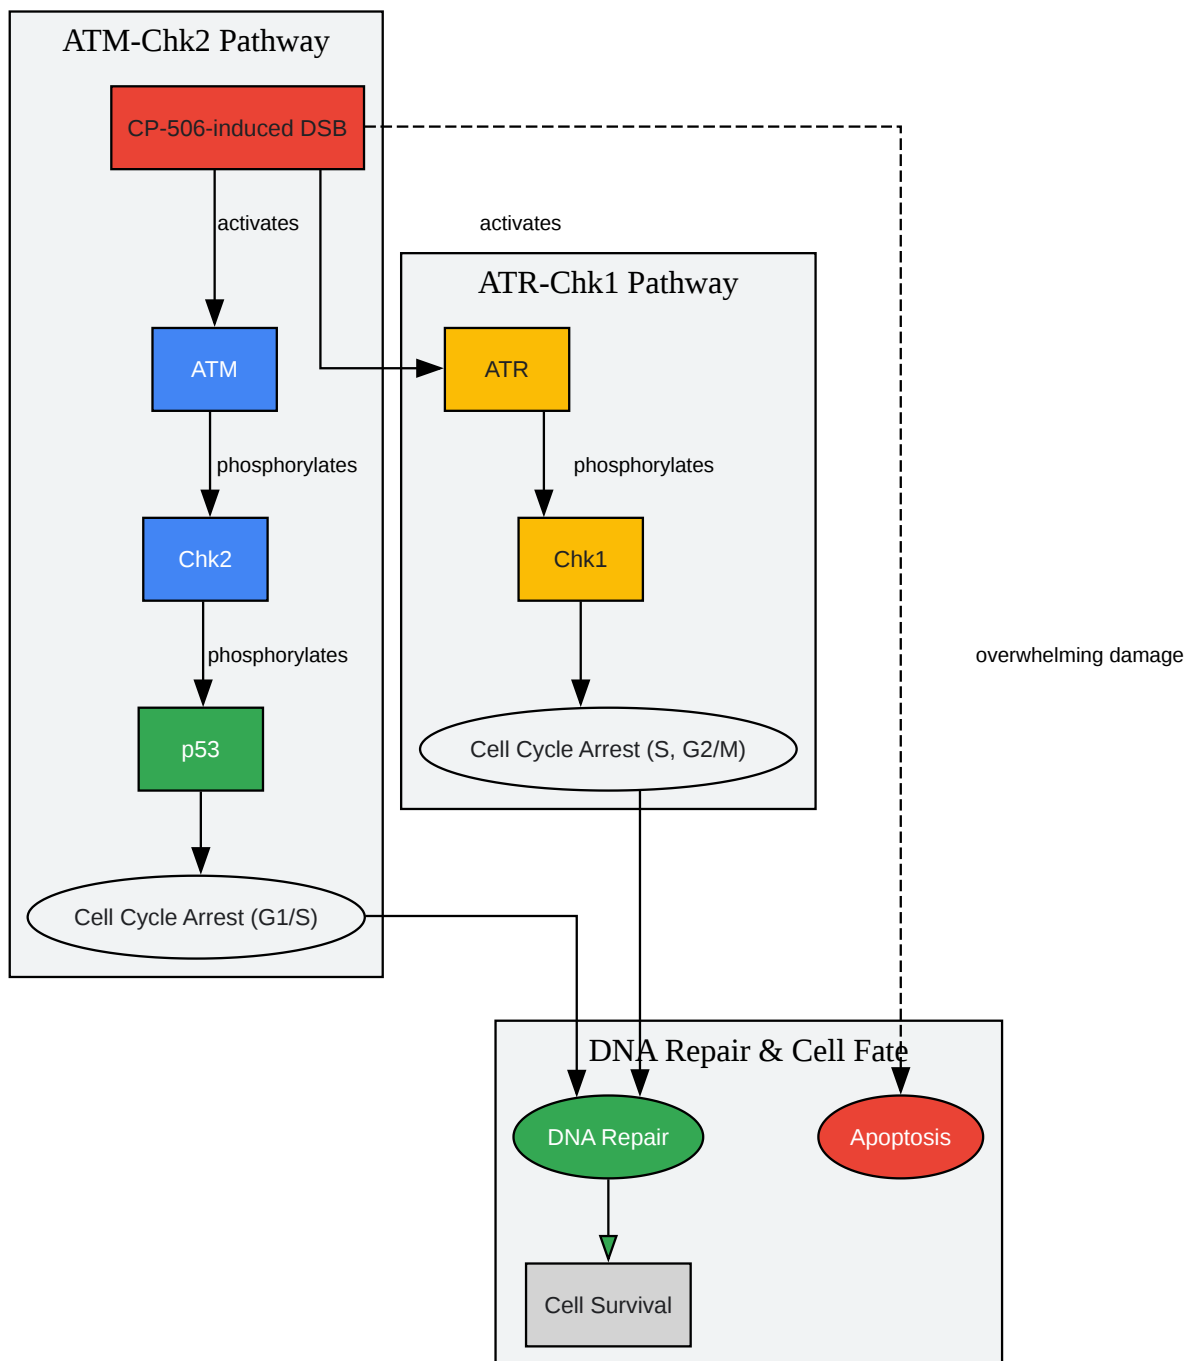 ATM-Chk2 Pathway
CP-506-induced DSB
activates
activates
ATR-Chk1 Pathway
ATM
ATR
phosphorylates
phosphorylates
Chk2
Chk1
phosphorylates
overwhelming damage
p53
Cell Cycle Arrest (S, G2/M)
Cell Cycle Arrest (G1/S)
DNA Repair & Cell Fate
DNA Repair
Apoptosis
Cell Survival